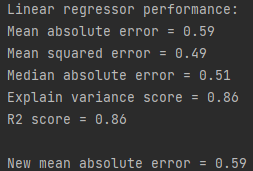 Linear regressor performance:
Mean absolute error = 0.59
Mean squared error = 0.49
Median absolute error = 0.51
Explain variance score = 0.86
R2 score = 0.86
New mean absolute error = 0.59